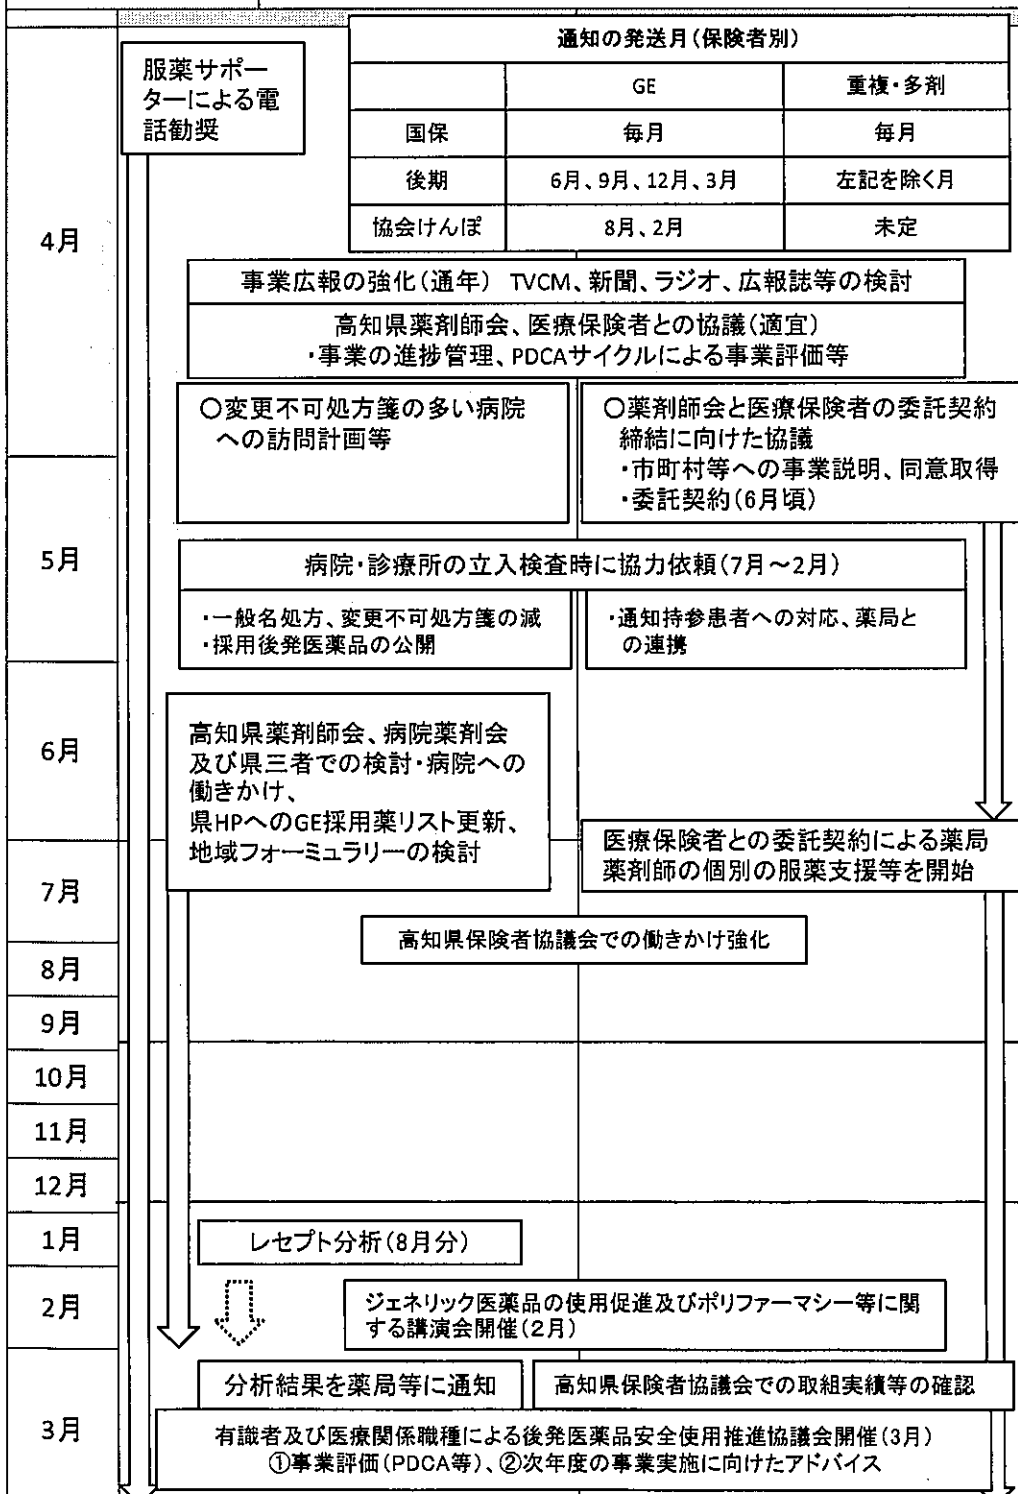 服薬サポー
ターによる電
話勧奨
通知の発送月(保険者別)
GE 重複・多剤
国保 毎月 毎月
後期 6月、9月、12月、3月 左記を除く月
協会けんぽ 8月、2月 未定
4月
事業広報の強化(通年) TVCM、新聞、ラジオ、広報誌等の検討
高知県薬剤師会、医療保険者との協議(適宜)
・事業の進捗管理、PDCAサイクルによる事業評価等
○変更不可処方箋の多い病院
への訪問計画等
○薬剤師会と医療保険者の委託契約
締結に向けた協議
・市町村等への事業説明、同意取得
・委託契約(6月頃)
5月
病院・診療所の立入検査時に協力依頼(7月～2月)
・一般名処方、変更不可処方箋の減
・採用後発医薬品の公開
・通知持参患者への対応、薬局と
の連携
6月
高知県薬剤師会、病院薬剤会
及び県三者での検討・病院への
働きかけ、
県HPへのGE採用薬リスト更新、
地域フォーミュラリーの検討
医療保険者との委託契約による薬局
薬剤師の個別の服薬支援等を開始
7月
高知県保険者協議会での働きかけ強化
8月
9月
10月
11月
12月
1月
レセプト分析(8月分)
2月
ジェネリック医薬品の使用促進及びポリファーマシー等に関
する講演会開催(2月)
分析結果を薬局等に通知
高知県保険者協議会での取組実績等の確認
3月
有識者及び医療関係職種による後発医薬品安全使用推進協議会開催(3月)
①事業評価(PDCA等)、②次年度の事業実施に向けたアドバイス